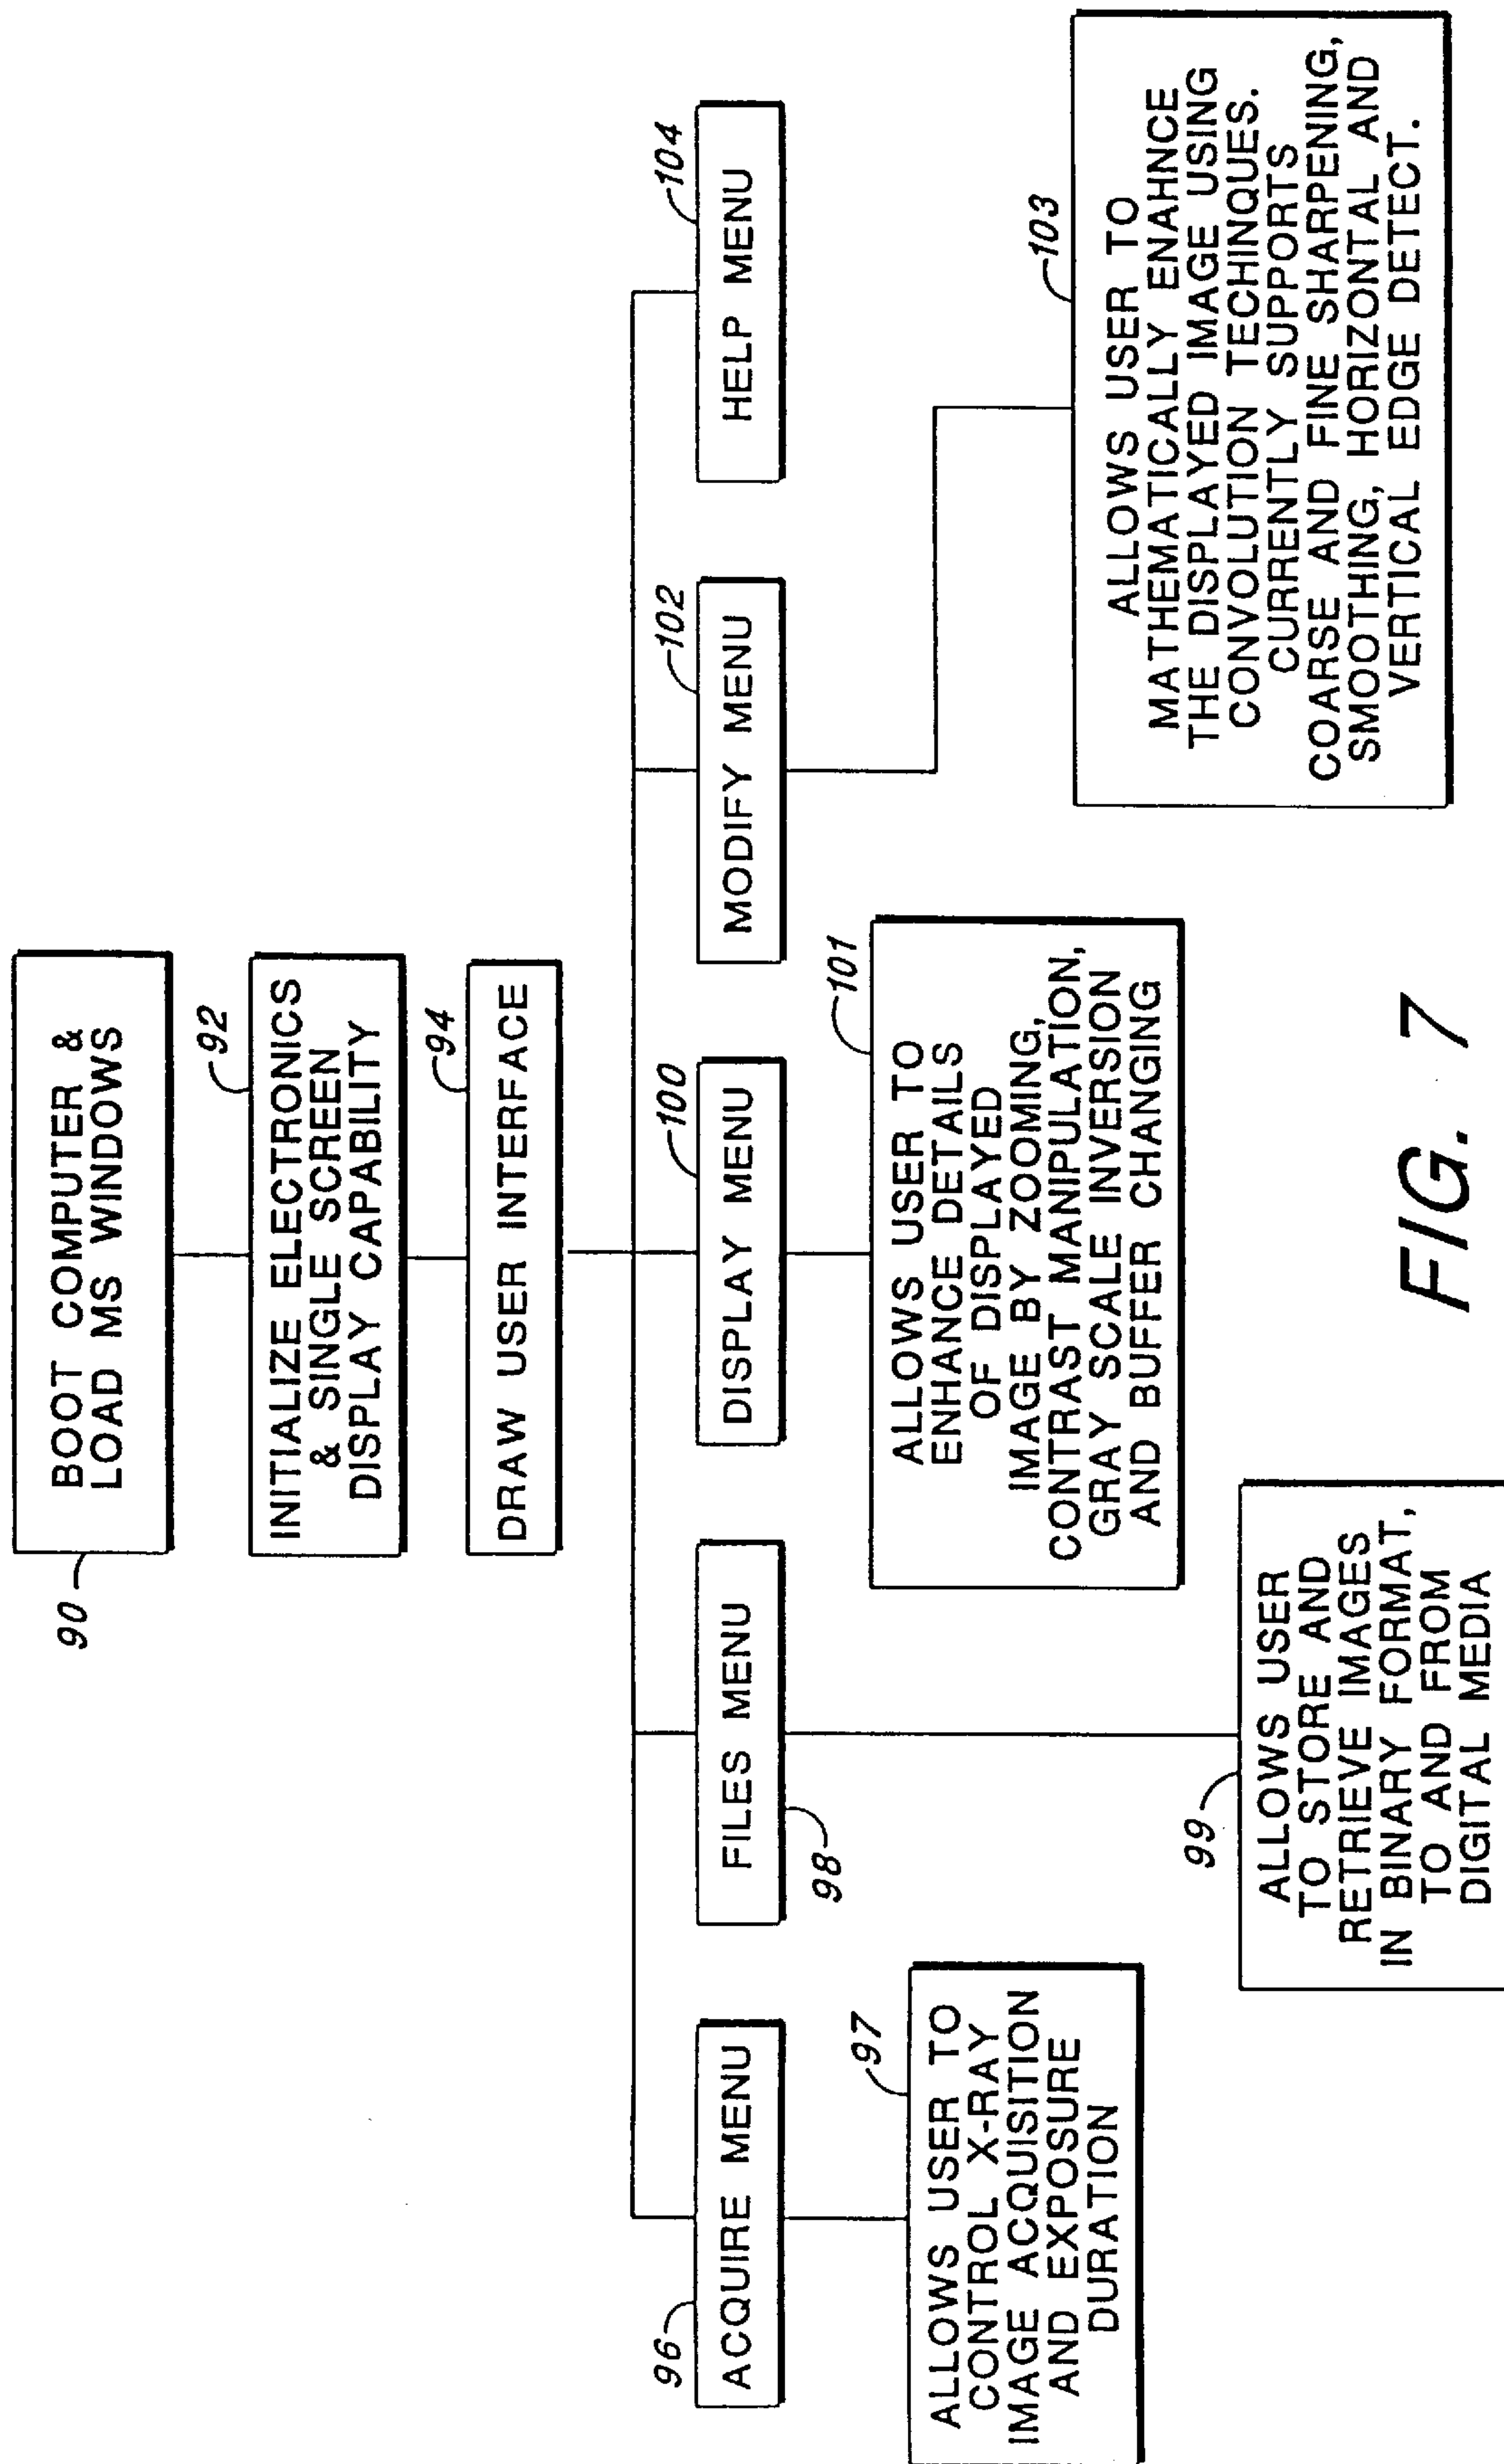 90
BOOT COMPUTER &
LOAD MS WINDOWS
92
INITIALIZE ELECTRONICS
& SINGLE SCREEN
DISPLAY CAPABILITY
94
DRAW USER INTERFACE
96
ACQUIRE MENU
98
FILES MENU
100
DISPLAY MENU
102
MODIFY MENU
104
HELP MENU
97
ALLOWS USER TO
CONTROL X-RAY
IMAGE ACQUISITION
AND EXPOSURE
DURATION
99
ALLOWS USER
TO STORE AND
RETRIEVE IMAGES
IN BINARY FORMAT,
TO AND FROM
DIGITAL MEDIA
101
ALLOWS USER TO
ENHANCE DETAILS
OF DISPLAYED
IMAGE BY ZOOMING,
CONTRAST MANIPULATION,
GRAY SCALE INVERSION
AND BUFFER CHANGING
103
ALLOWS USER TO
MATHEMATICALLY ENAHNCE
THE DISPLAYED IMAGE USING
CONVOLUTION TECHINQUES.
CURRENTLY SUPPORTS
COARSE AND FINE SHARPENING,
SMOOTHING, HORIZONTAL AND
VERTICAL EDGE DETECT.
FIG. 7